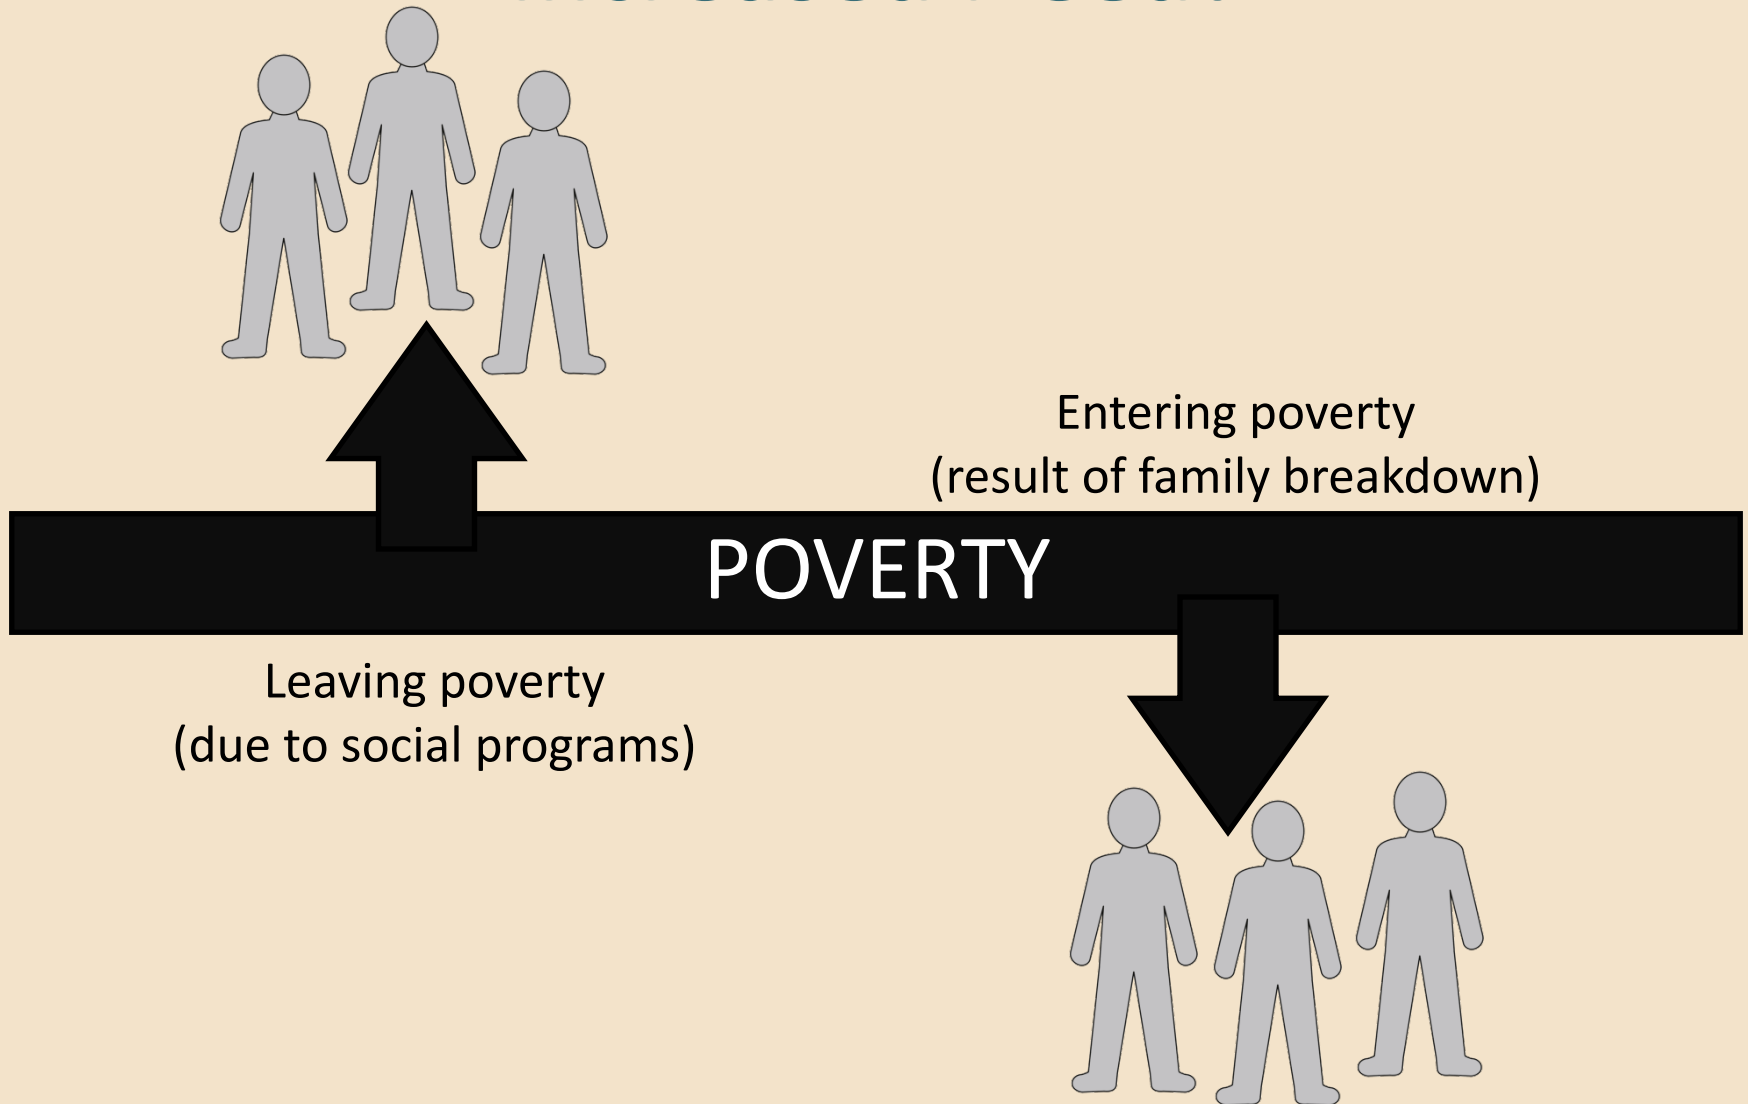 Entering poverty
(result of family breakdown)
POVERTY
Leaving poverty
(due to social programs)